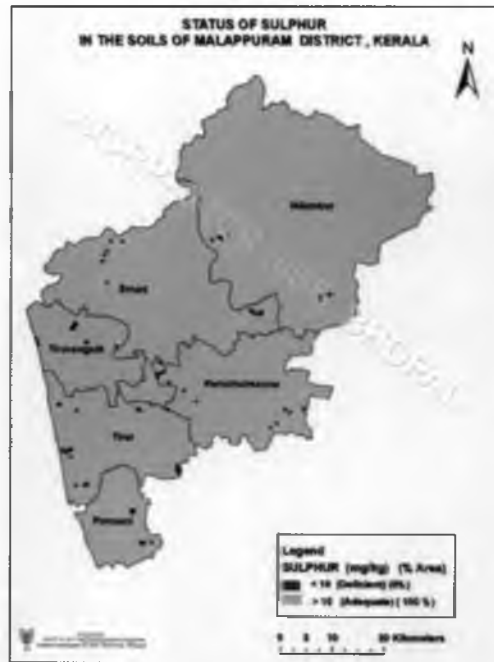 STATUS OF SULPHUR
IN THE SOILS OF MALAPPURAM DISTRICT, KERALA
N
Nilambur
Ernad
Tirurangadi
Perinthalmanna
Tirur
Ponnani
Legend
SULPHUR (mg/kg) (% Area)
< 10 (Deficient) (0%)
> 10 (Adequate) (100 %)
0 5 10 20 Kilometers